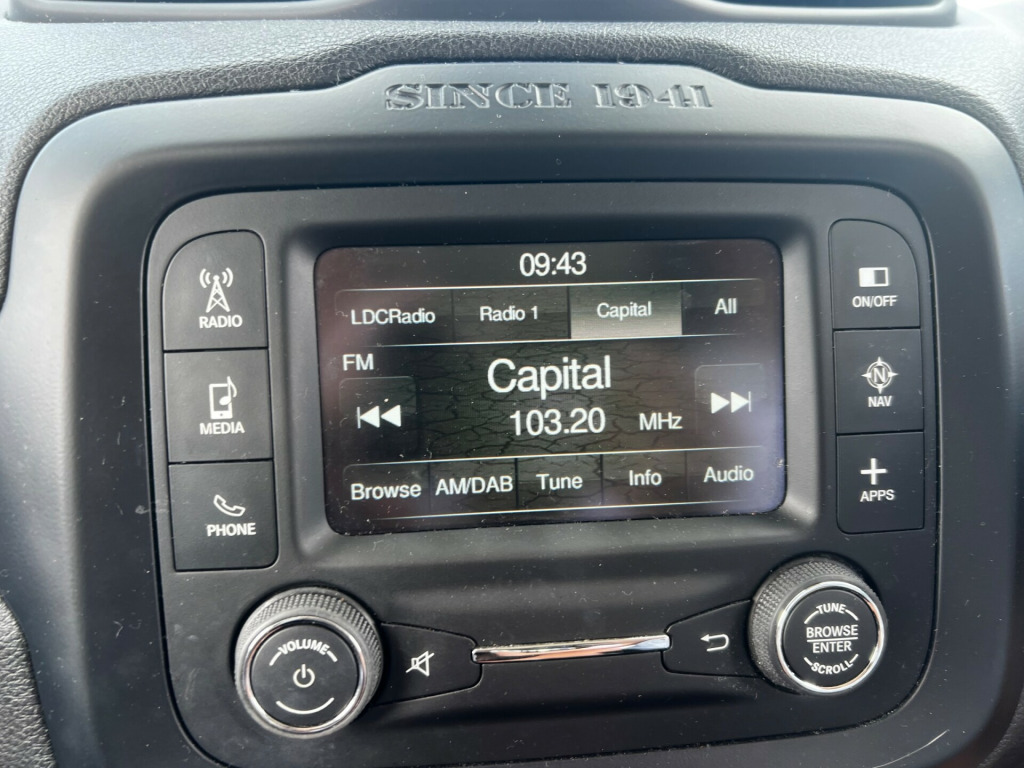 SINCE 1941
09:43
LDCRadio Radio 1 Capital All
FM
Capital
103.20 MHz
Browse AM/DAB Tune Info Audio
RADIO
MEDIA
PHONE
ON/OFF
N
NAV
APPS
VOLUME
TUNE
BROWSE
ENTER
SCROLL